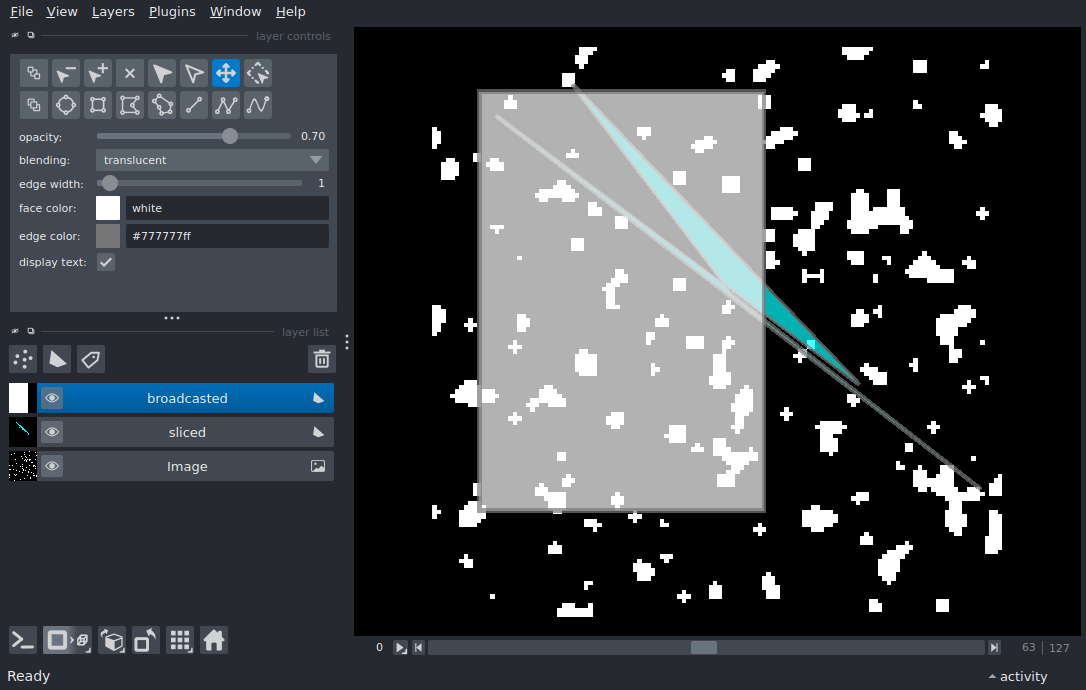 File View Layers Plugins Window Help
layer controls
opacity: 0.70
blending: translucent
edge width: 1
face color: white
edge color: #777777ff
display text:
layer list
broadcasted
sliced
Image
0 63 127
Ready activity